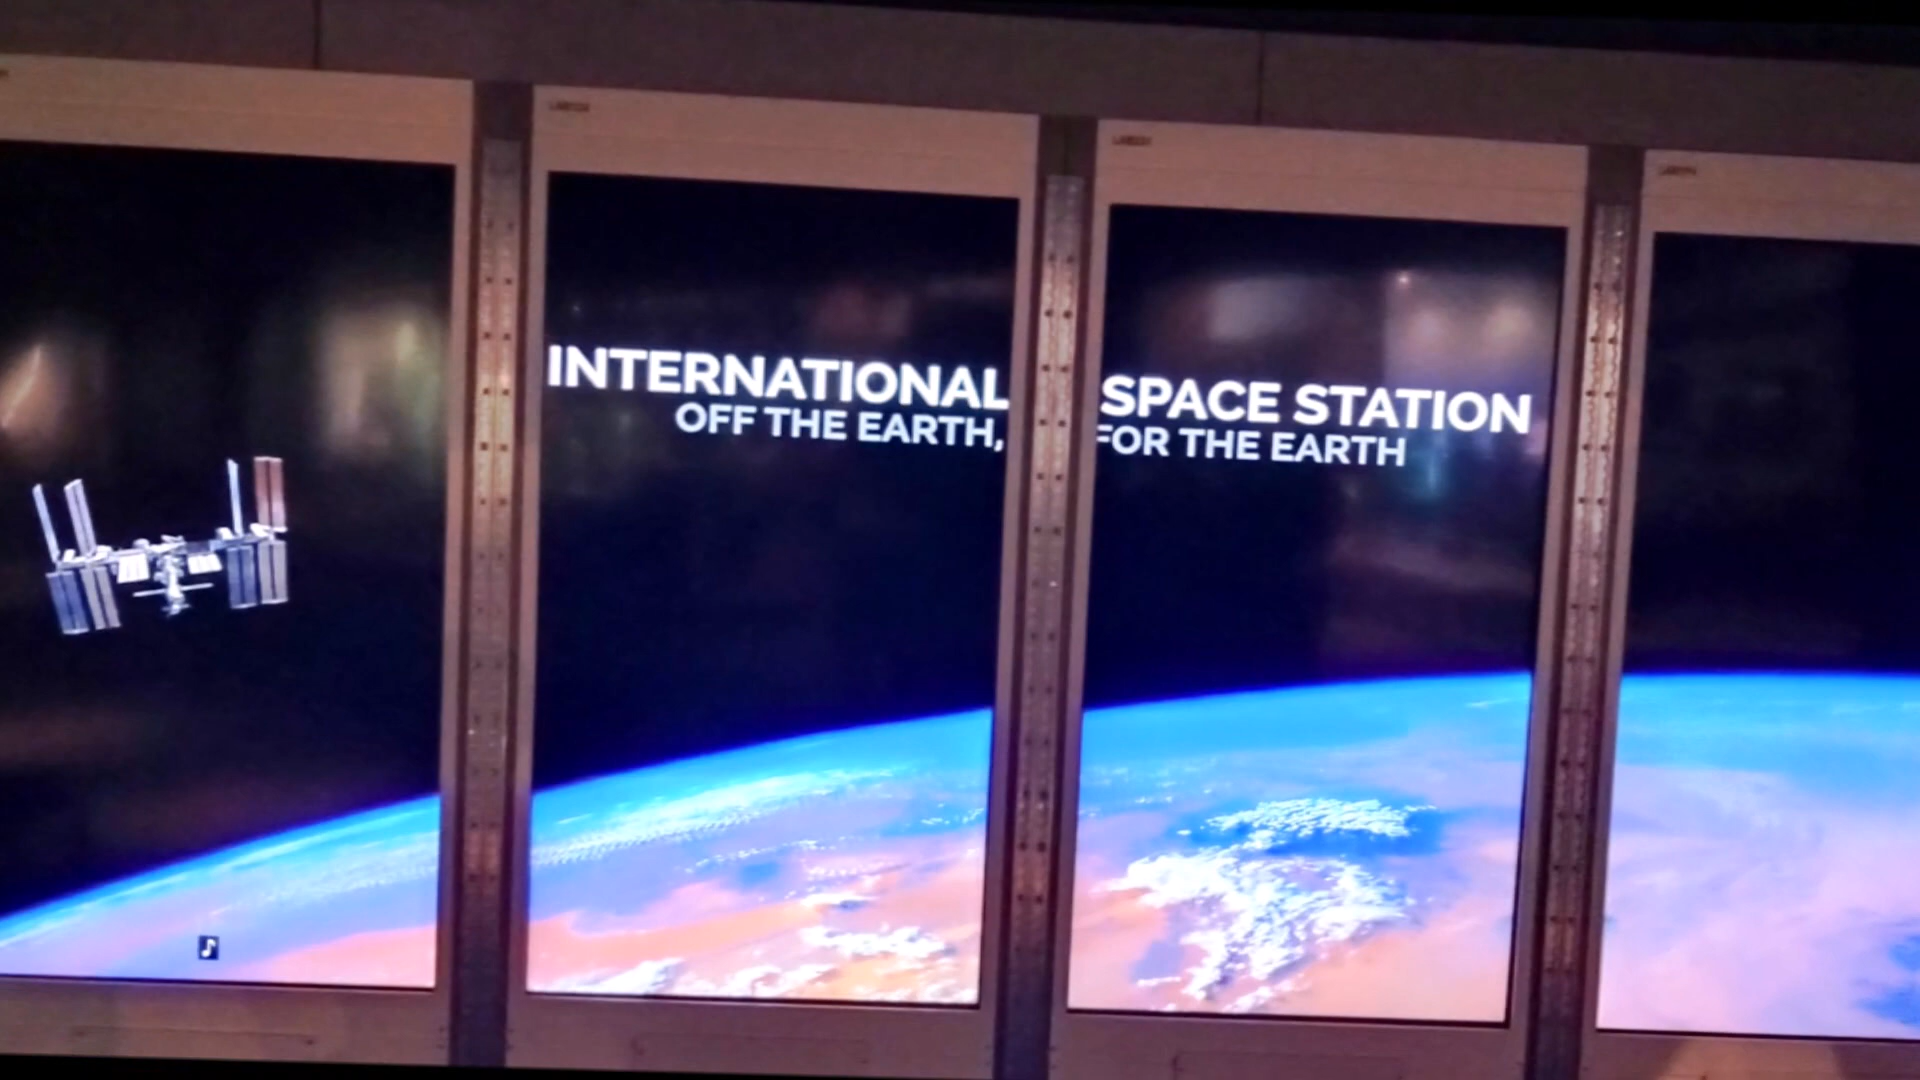 INTERNATIONAL SPACE STATION
OFF THE EARTH, FOR THE EARTH